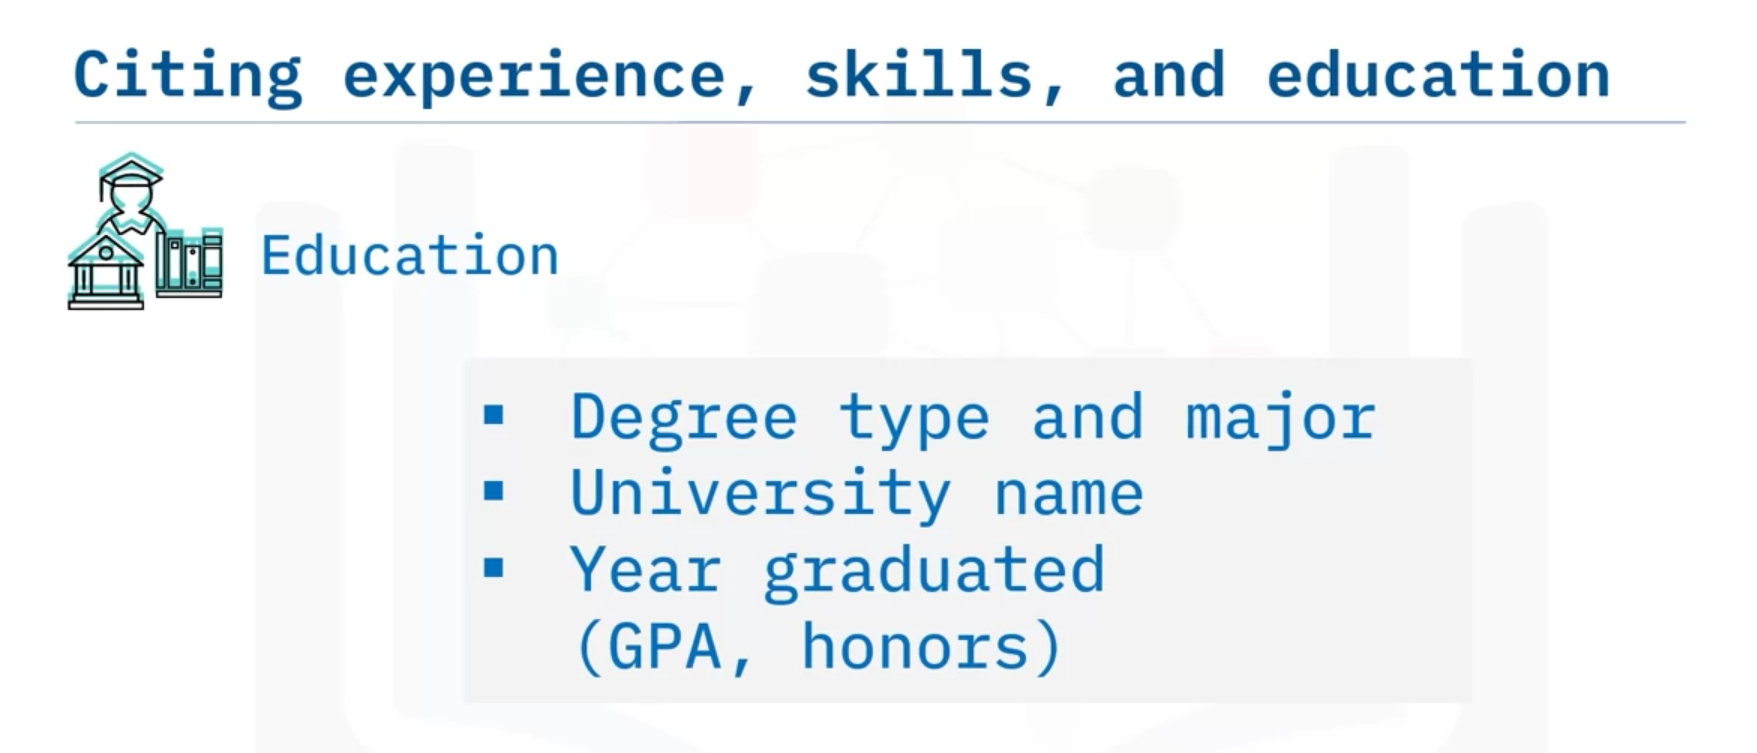 Citing experience, skills, and education
Education
▪ Degree type and major
▪ University name
▪ Year graduated
(GPA, honors)